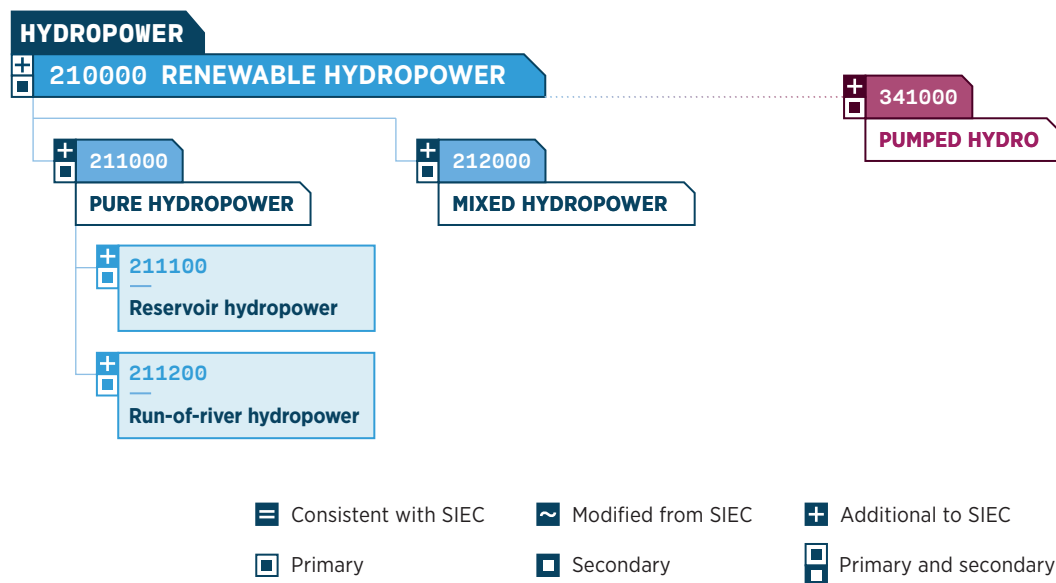 HYDROPOWER
210000 RENEWABLE HYDROPOWER
341000
PUMPED HYDRO
211000
PURE HYDROPOWER
212000
MIXED HYDROPOWER
211100
Reservoir hydropower
211200
Run-of-river hydropower
Consistent with SIEC
Modified from SIEC
Additional to SIEC
Primary
Secondary
Primary and secondary